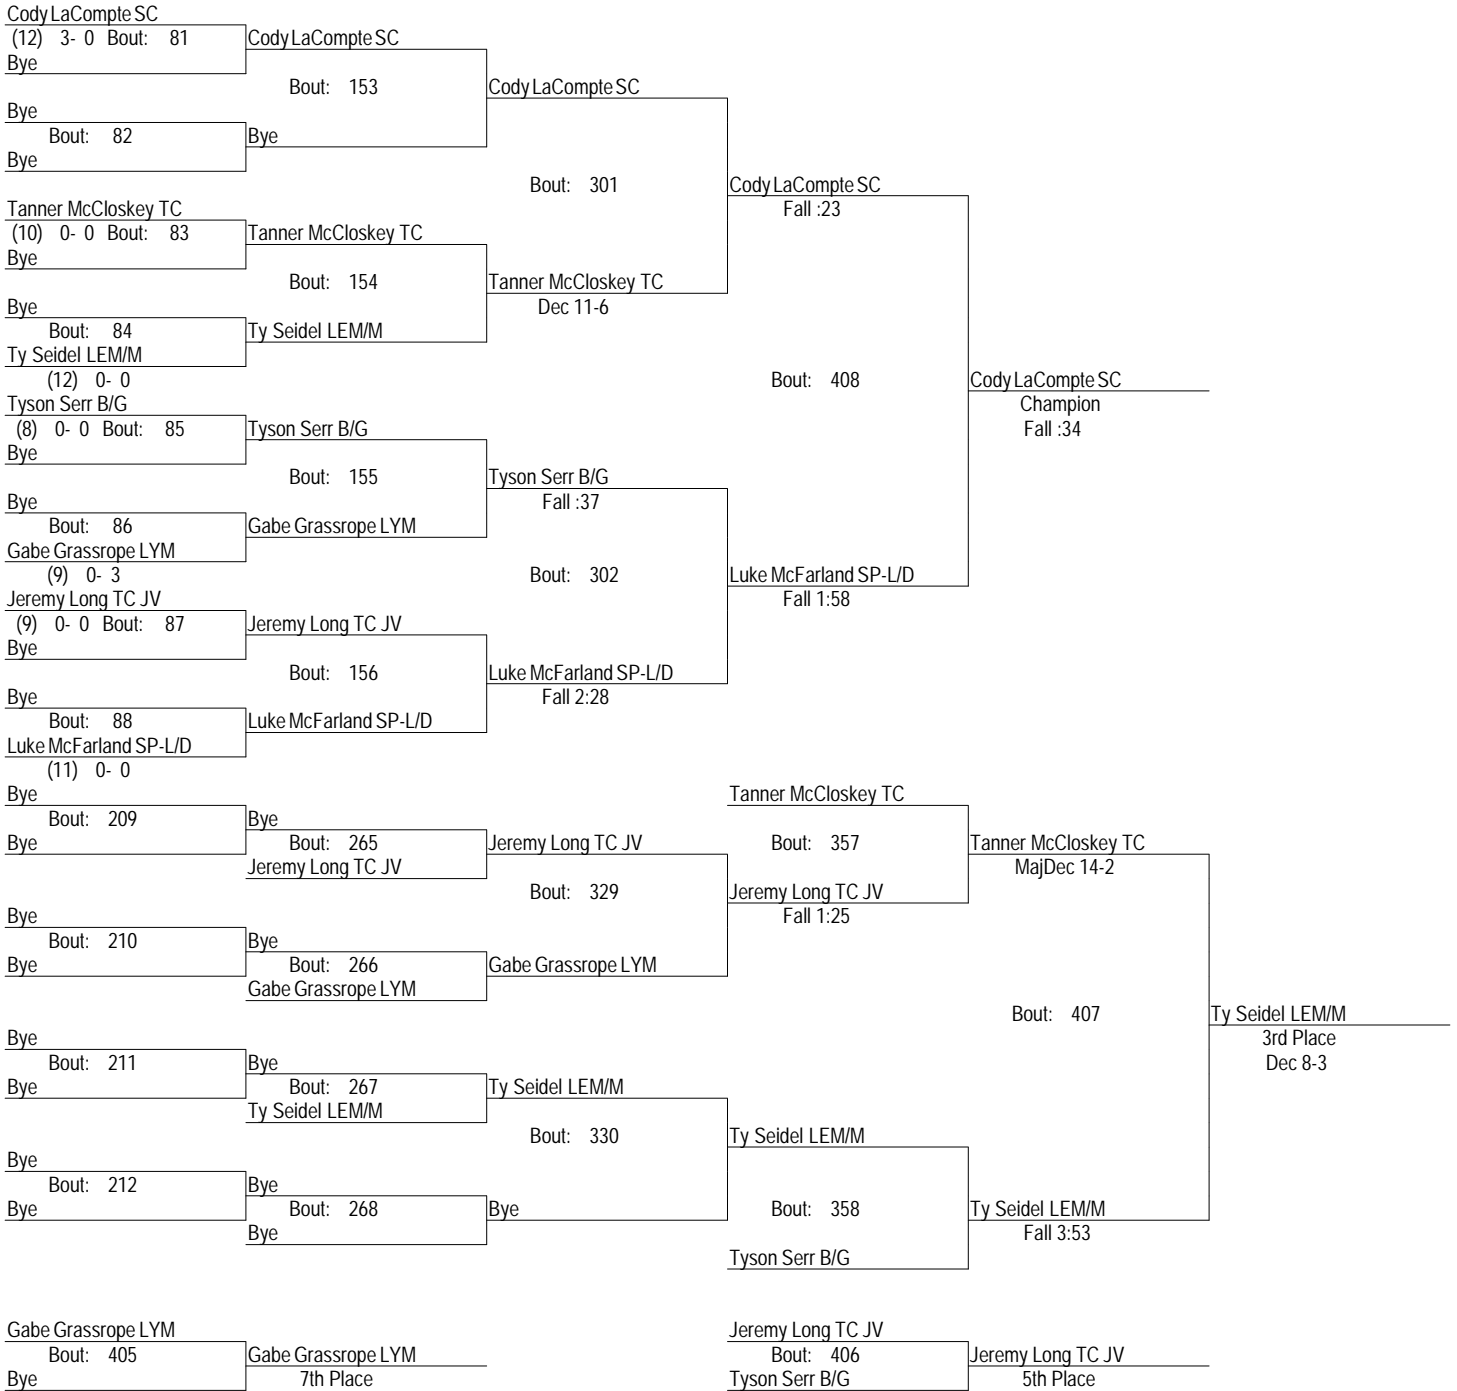 Cody LaCompte SC
(12) 3- 0 Bout: 81 Cody LaCompte SC
Bye
Bout: 153 Cody LaCompte SC
Bye
Bout: 82 Bye
Bye
Bout: 301 Cody LaCompte SC
Tanner McCloskey TC Fall :23
(10) 0- 0 Bout: 83 Tanner McCloskey TC
Bye
Bout: 154 Tanner McCloskey TC
Bye Dec 11-6
Bout: 84 Ty Seidel LEM/M
Ty Seidel LEM/M
(12) 0- 0 Bout: 408 Cody LaCompte SC
Tyson Serr B/G Champion
(8) 0- 0 Bout: 85 Tyson Serr B/G Fall :34
Bye
Bout: 155 Tyson Serr B/G
Bye Fall :37
Bout: 86 Gabe Grassrope LYM
Gabe Grassrope LYM
(9) 0- 3 Bout: 302 Luke McFarland SP-L/D
Jeremy Long TC JV Fall 1:58
(9) 0- 0 Bout: 87 Jeremy Long TC JV
Bye
Bout: 156 Luke McFarland SP-L/D
Bye Fall 2:28
Bout: 88 Luke McFarland SP-L/D
Luke McFarland SP-L/D
(11) 0- 0
Bye Tanner McCloskey TC
Bout: 209 Bye
Bye Bout: 265 Jeremy Long TC JV Bout: 357 Tanner McCloskey TC
Jeremy Long TC JV MajDec 14-2
Bout: 329 Jeremy Long TC JV
Bye Fall 1:25
Bout: 210 Bye
Bye Bout: 266 Gabe Grassrope LYM
Gabe Grassrope LYM
Bout: 407 Ty Seidel LEM/M
Bye 3rd Place
Bout: 211 Bye Dec 8-3
Bye Bout: 267 Ty Seidel LEM/M
Ty Seidel LEM/M
Bout: 330 Ty Seidel LEM/M
Bye
Bout: 212 Bye
Bye Bout: 268 Bye Bout: 358 Ty Seidel LEM/M
Bye Fall 3:53
Tyson Serr B/G
Gabe Grassrope LYM Jeremy Long TC JV
Bout: 405 Gabe Grassrope LYM Bout: 406 Jeremy Long TC JV
Bye 7th Place Tyson Serr B/G 5th Place